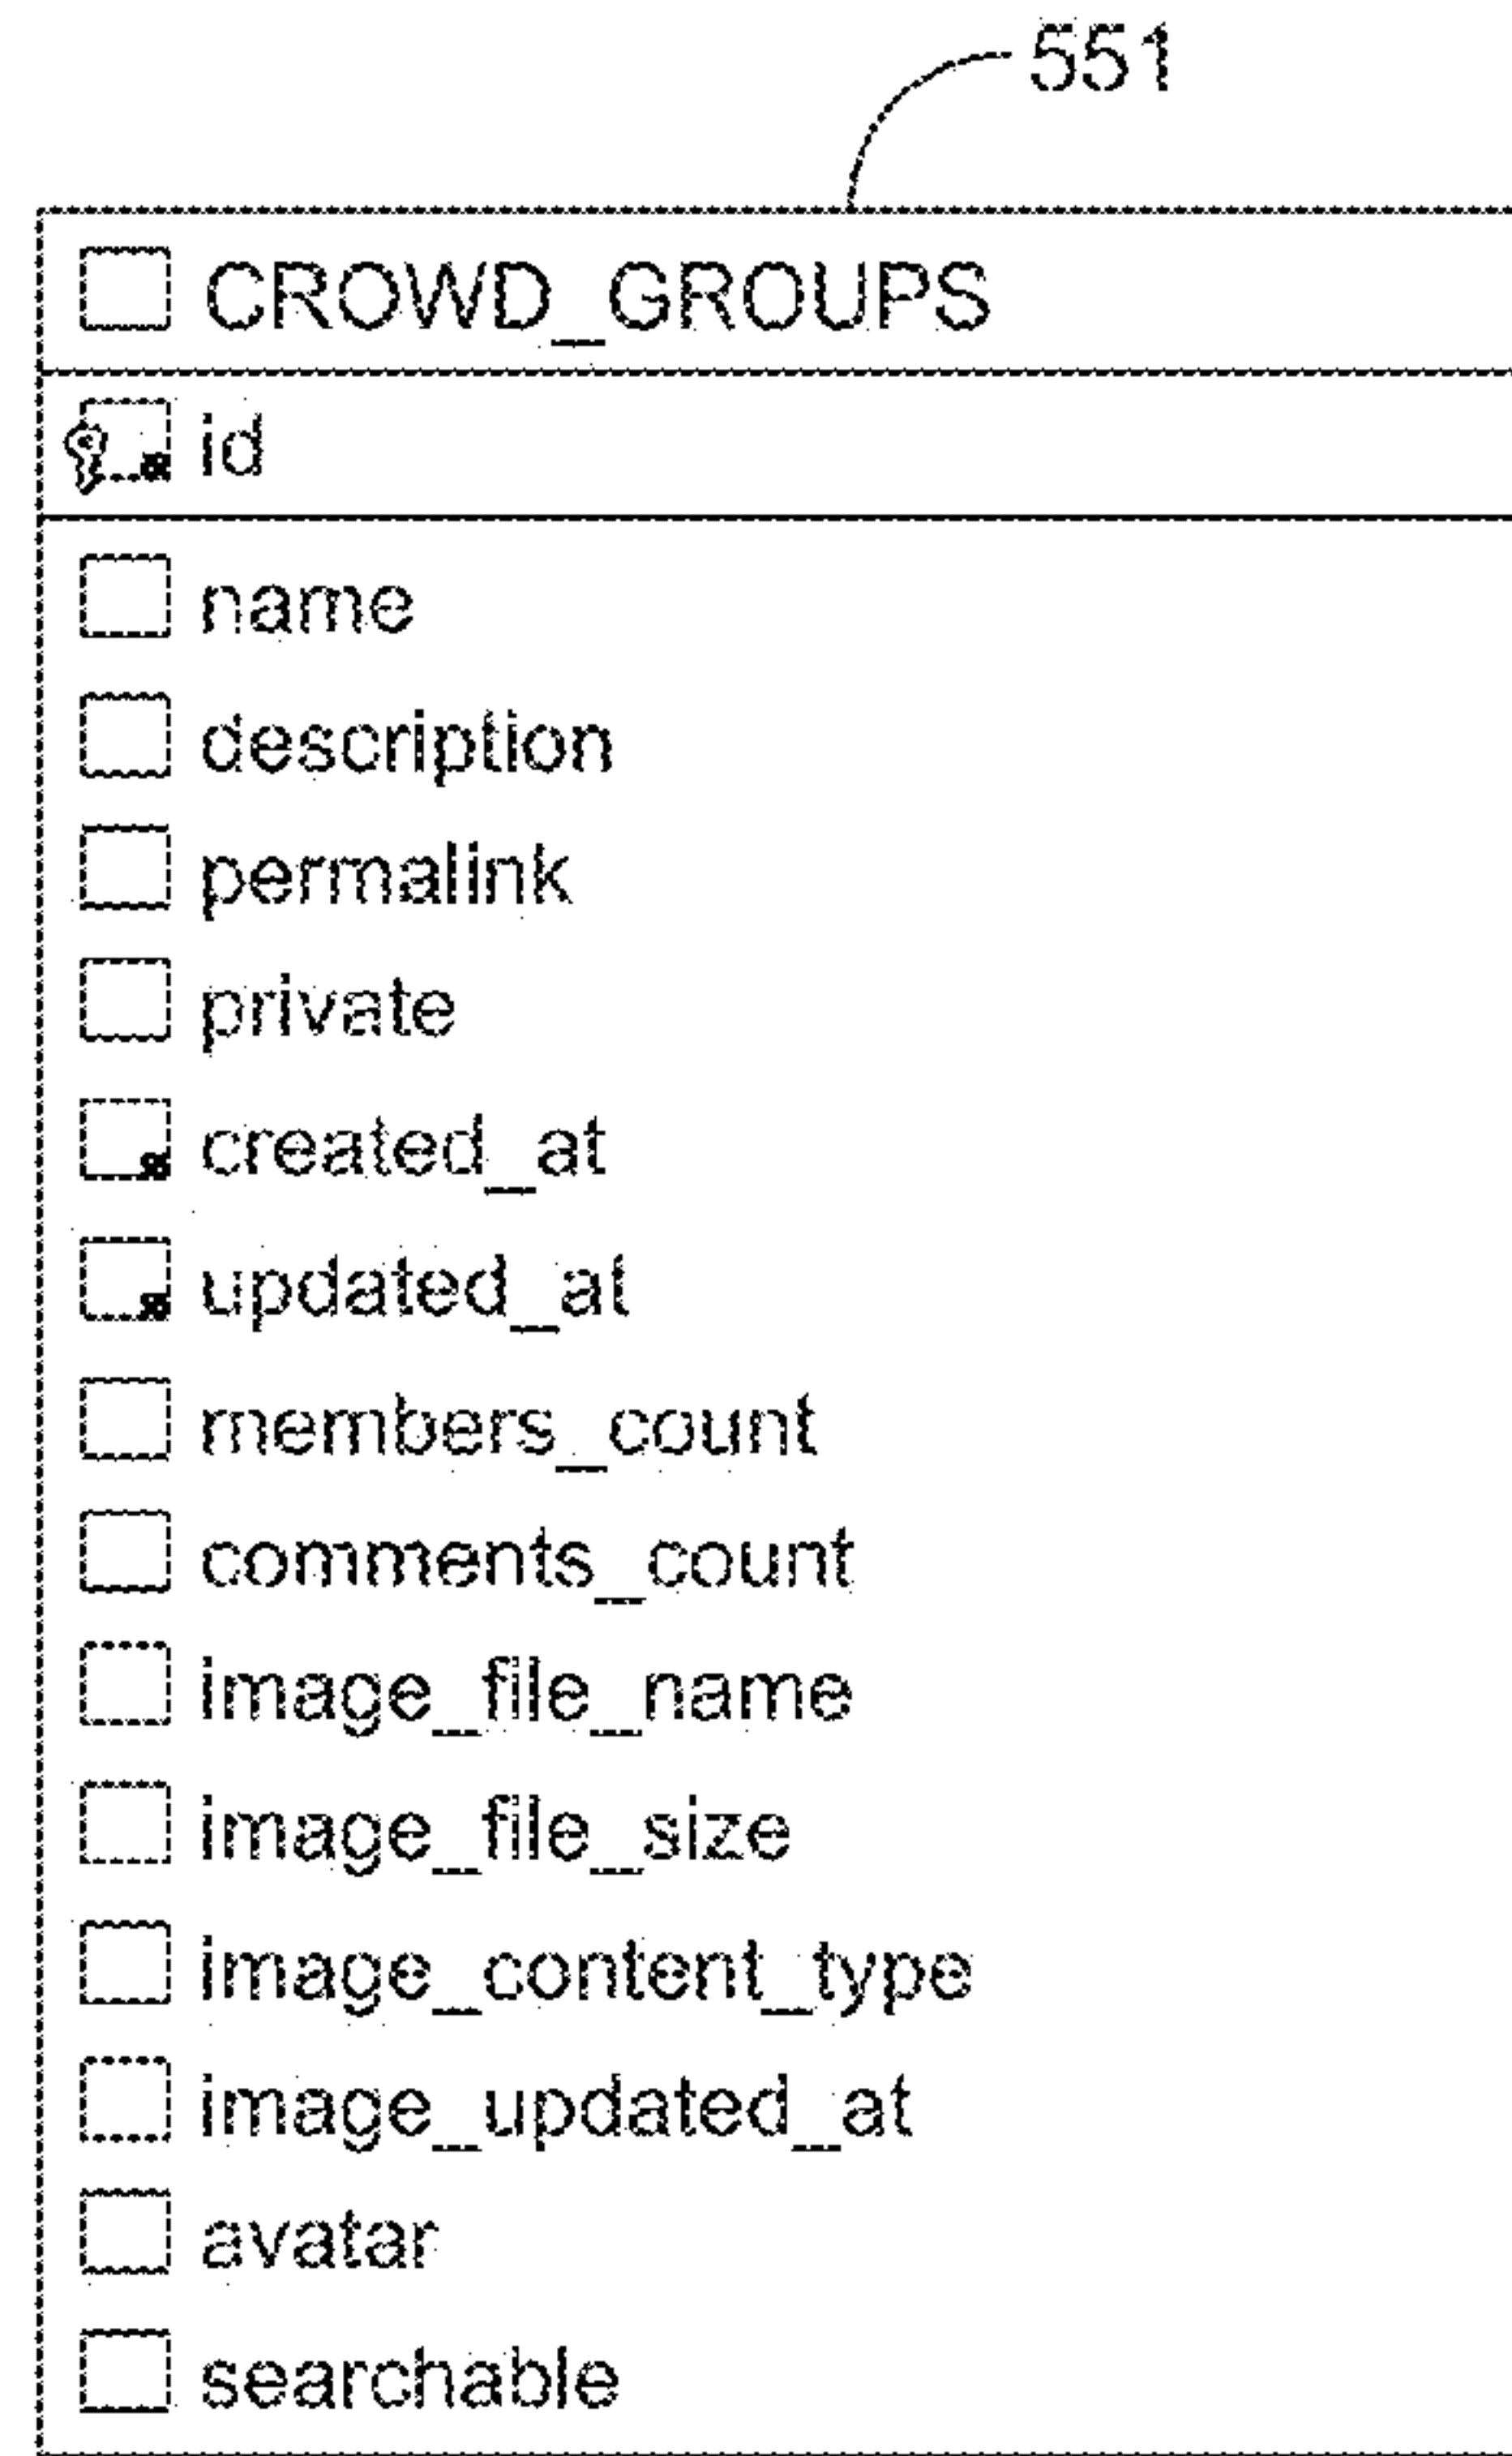 551
CROWD_GROUPS
id
name
description
permalink
private
created_at
updated_at
members_count
comments_count
image_file_name
image_file_size
image_content_type
image_updated_at
avatar
searchable